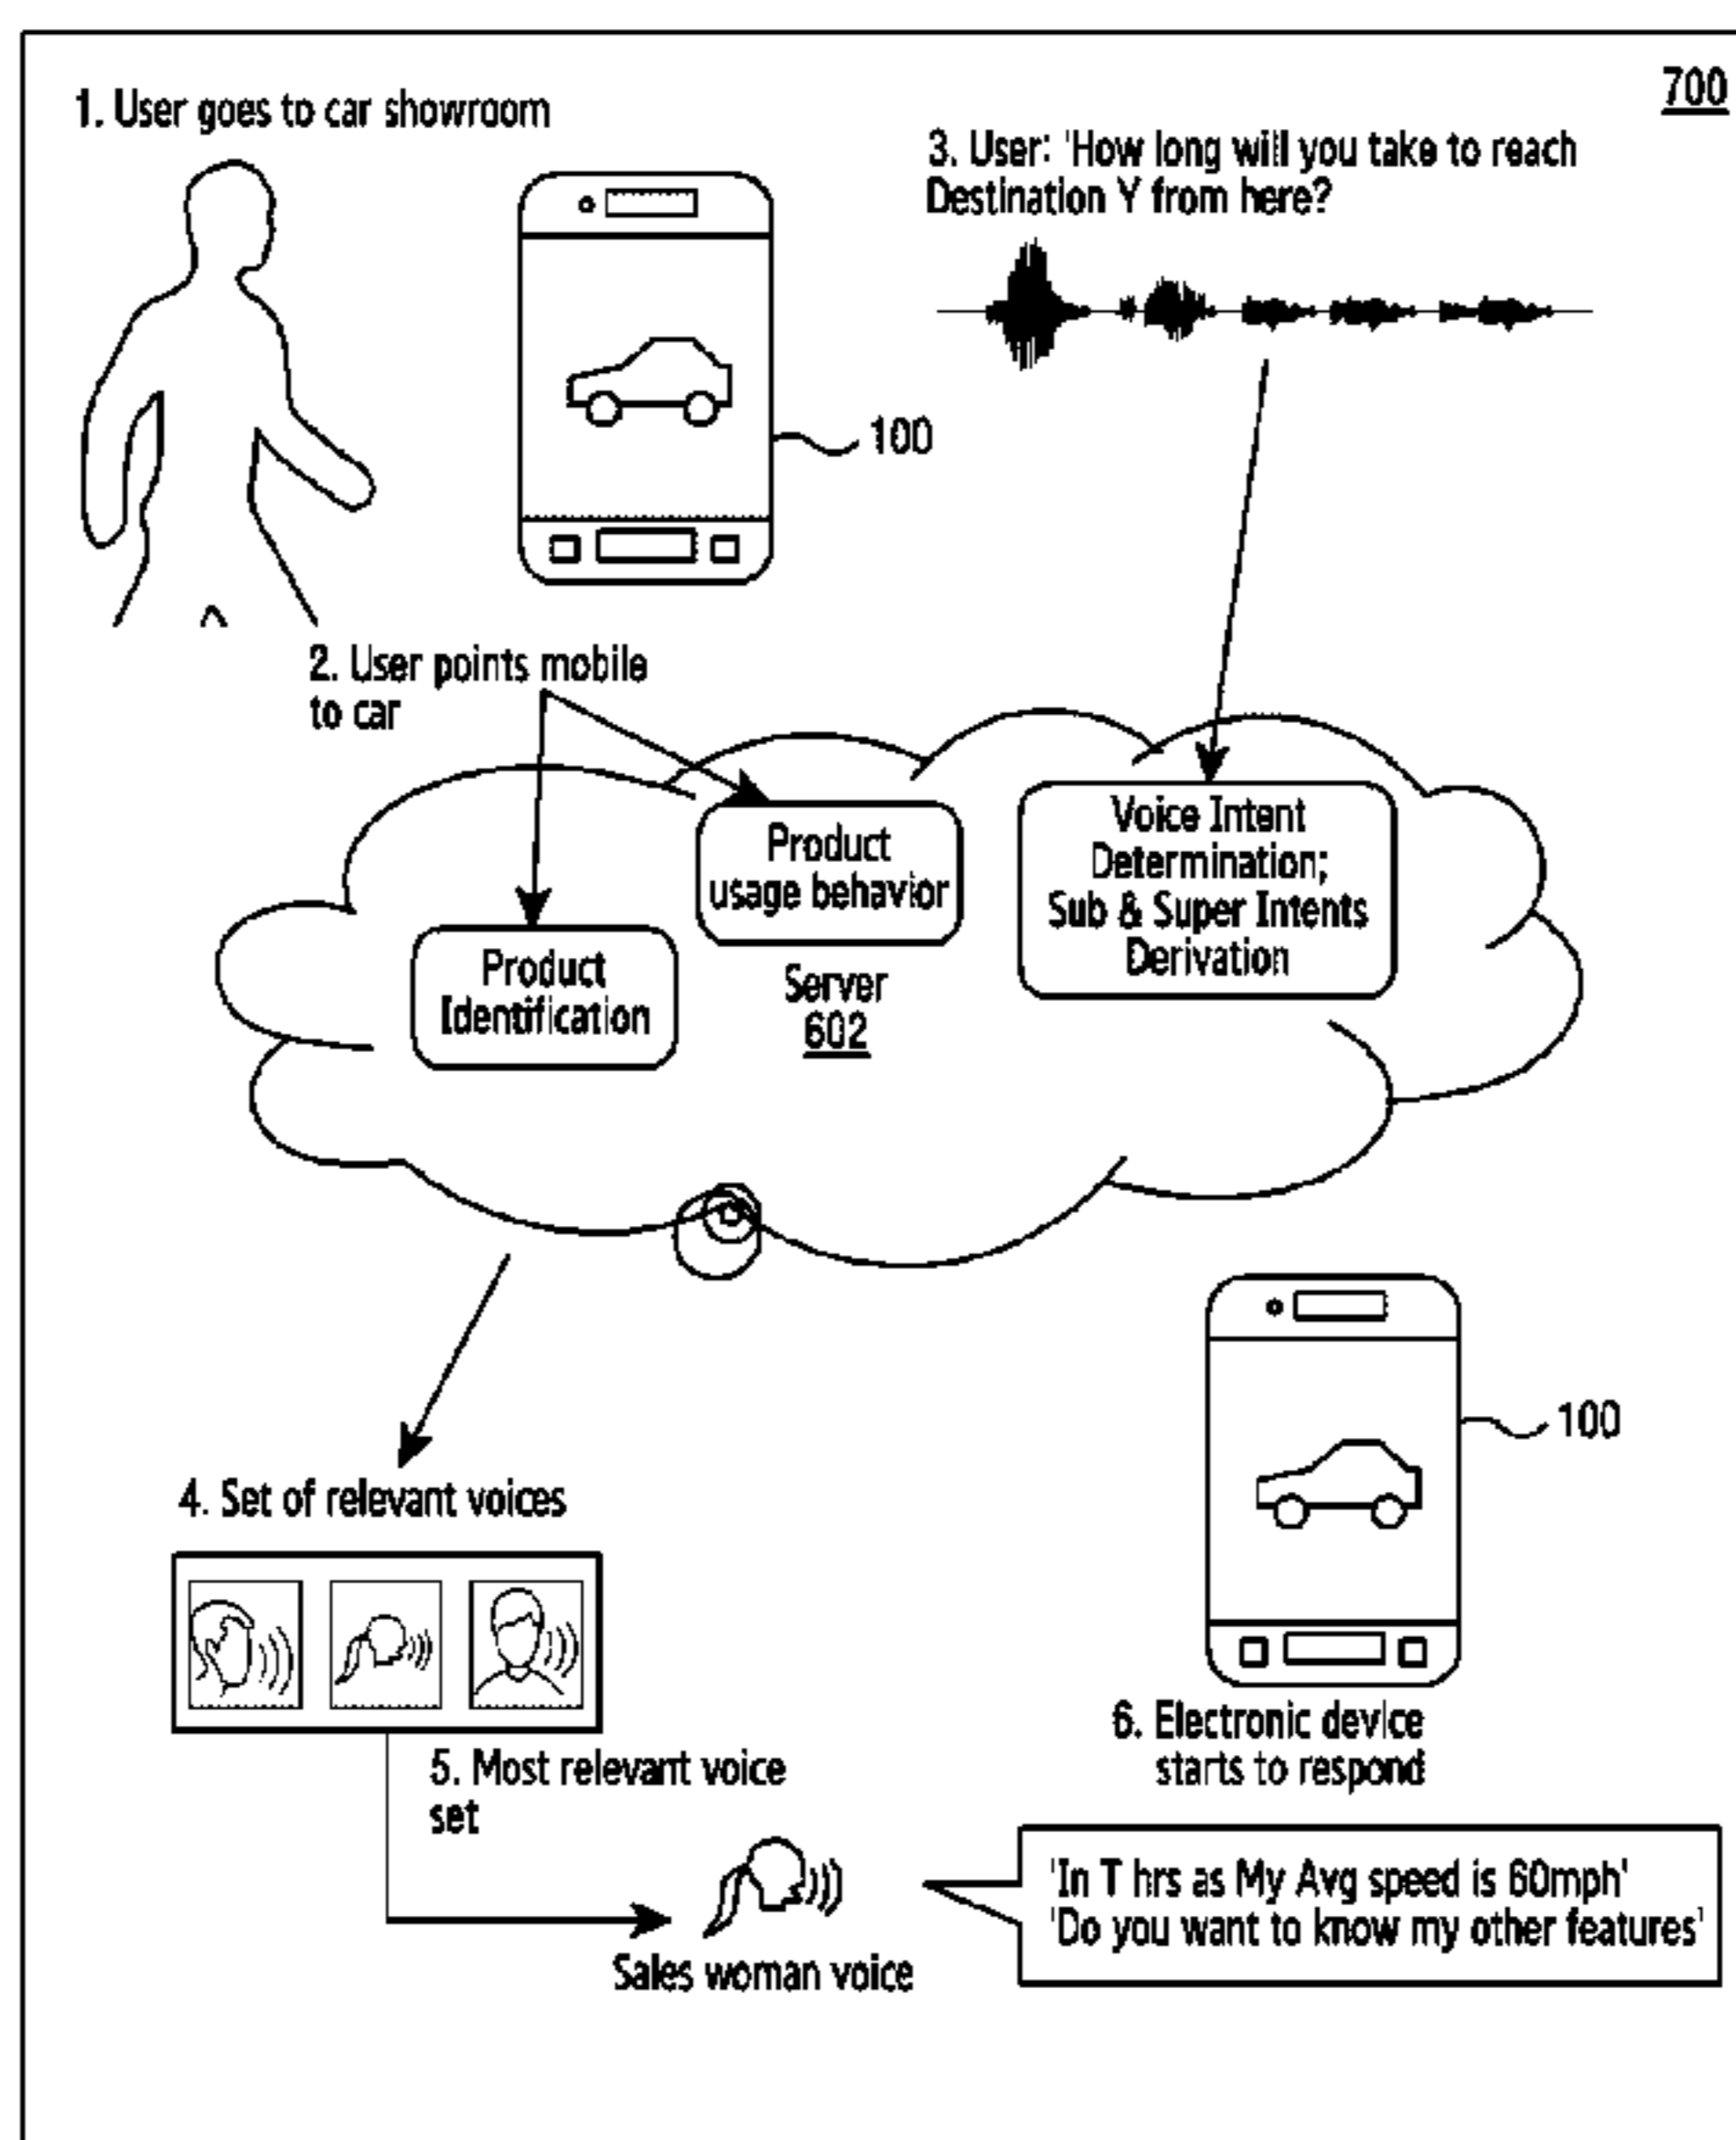 700
1. User goes to car showroom
3. User: 'How long will you take to reach
Destination Y from here?
100
2. User points mobile
to car
Product
usage behavior
Voice Intent
Determination;
Sub & Super Intents
Derivation
Product
Identification
Server
602
100
4. Set of relevant voices
6. Electronic device
starts to respond
5. Most relevant voice
set
'In T hrs as My Avg speed is 60mph'
'Do you want to know my other features'
Sales woman voice